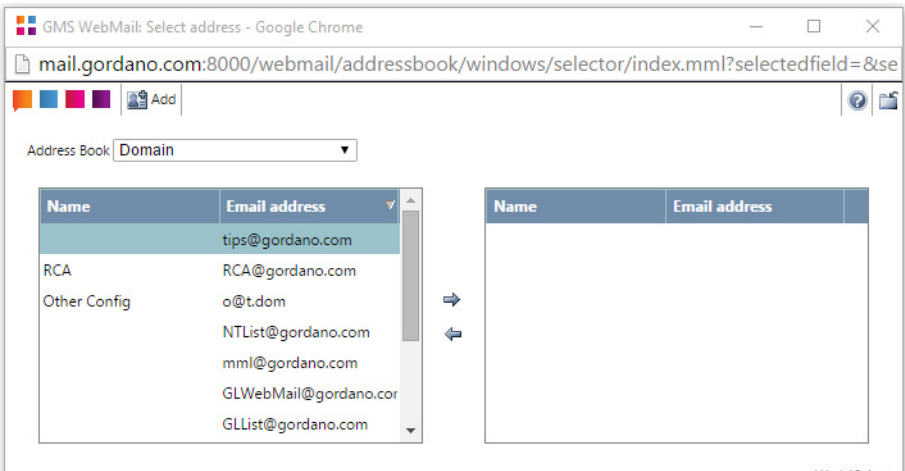 GMS WebMail: Select address - Google Chrome
mail.gordano.com:8000/webmail/addressbook/windows/selector/index.mml?selectedfield=&se
Add
Address Book Domain
Name Email address Name Email address
tips@gordano.com
RCA RCA@gordano.com
Other Config o@t.dom
NTList@gordano.com
mml@gordano.com
GLWebMail@gordano.com
GLList@gordano.com